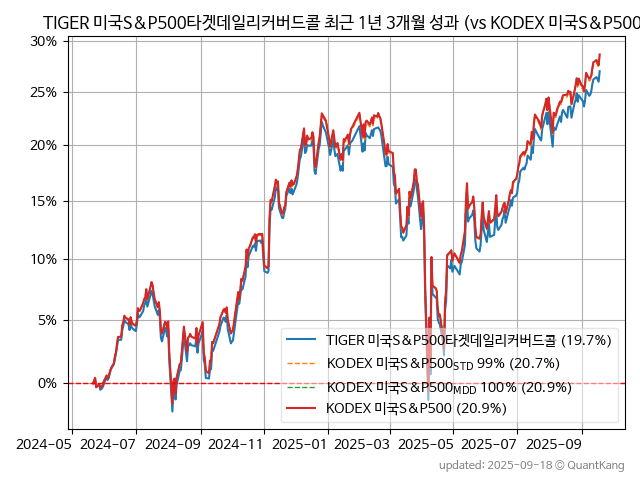 TIGER 미국S&P500타겟데일리커버드콜 최근 1년 3개월 성과 (vs KODEX 미국S&P500
30%
25%
20%
15%
10%
5%
0%
TIGER 미국S&P500타겟데일리커버드콜 (19.7%)
KODEX 미국S&P500STD 99% (20.7%)
KODEX 미국S&P500MDD 100% (20.9%)
KODEX 미국S&P500 (20.9%)
2024−05 2024−07 2024−09 2024−11 2025−01 2025−03 2025−05 2025−07 2025−09
updated: 2025-09-18 © QuantKang